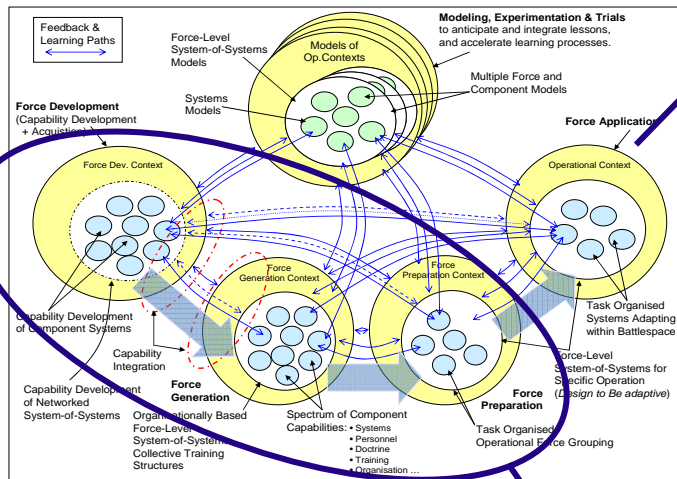 Feedback &
Learning Paths
Force-Level
System-of-Systems
Models
Systems
Models
Models of
Op.Contexts
Modeling, Experimentation & Trials
to anticipate and integrate lessons,
and accelerate learning processes.
Multiple Force and
Component Models
Force Development
(Capability Development
+ Acquistion)
Force Application
Force Dev. Context
Operational Context
Force
Generation Context
Force
Preparation Context
Capability Development
of Component Systems
Capability
Integration
Capability Development
of Networked
System-of-Systems
Force
Generation
Organisationally Based
Force-Level
System-of-Systems
Collective Training
Structures
Spectrum of Component
Capabilities:
• Systems
• Personnel
• Doctrine
• Training
• Organisation ...
Force
Preparation
Task Organised
Operational Force Grouping
Task Organised
Systems Adapting
within Battlespace
Force-Level
System-of-Systems for
Specific Operation
(Design to Be adaptive)